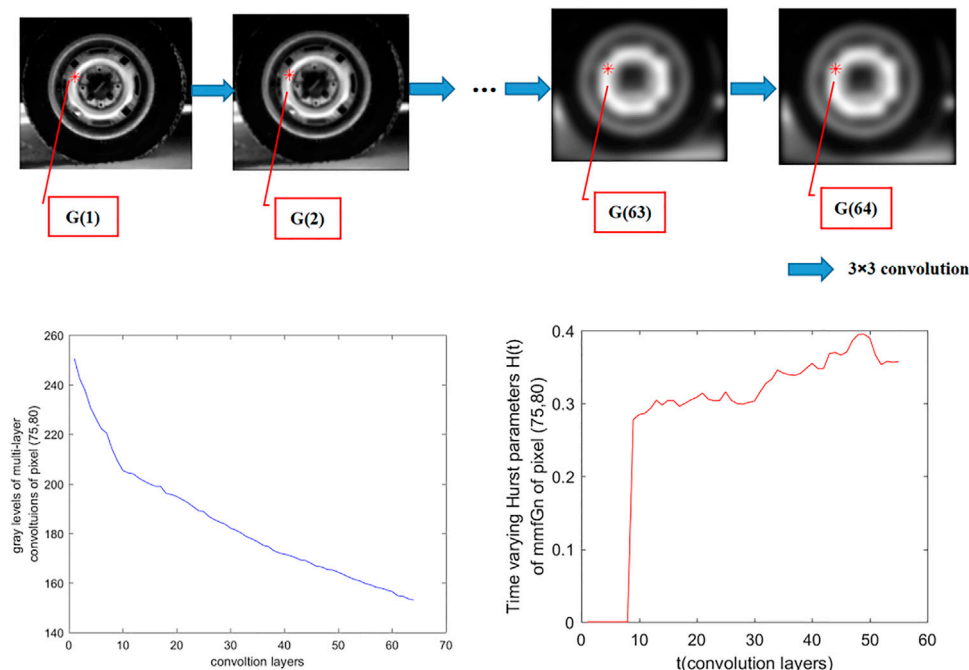 G(1)
G(2)
...
G(63)
G(64)
3×3 convolution
260
240
220
200
180
160
140
0 10 20 30 40 50 60 70
gray levels of multi-layer
convoltuions of pixel (75,80)
convoltion layers
0.4
0.3
0.2
0.1
0
0 10 20 30 40 50 60
Time varying Hurst parameters H(t)
of mmfGn of pixel (75,80)
t(convolution layers)